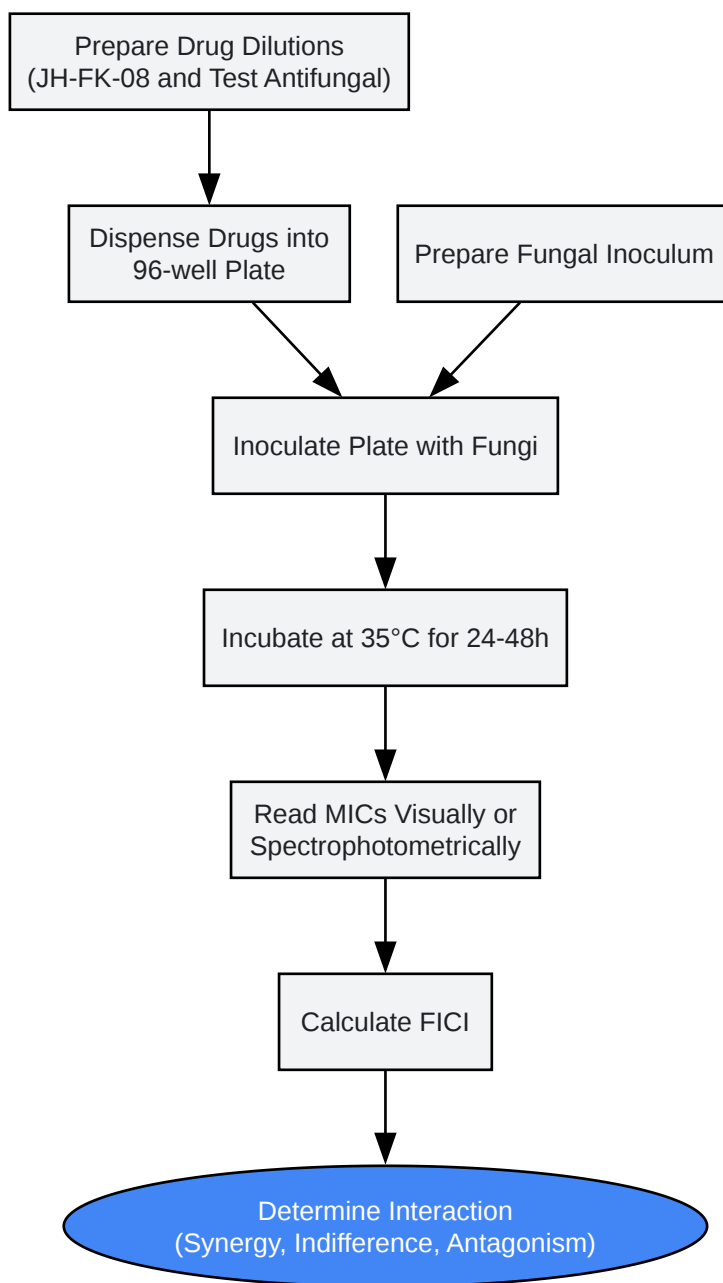 Prepare Drug Dilutions
(JH-FK-08 and Test Antifungal)
Dispense Drugs into
96-well Plate
Prepare Fungal Inoculum
Inoculate Plate with Fungi
Incubate at 35°C for 24-48h
Read MICs Visually or
Spectrophotometrically
Calculate FICI
Determine Interaction
(Synergy, Indifference, Antagonism)